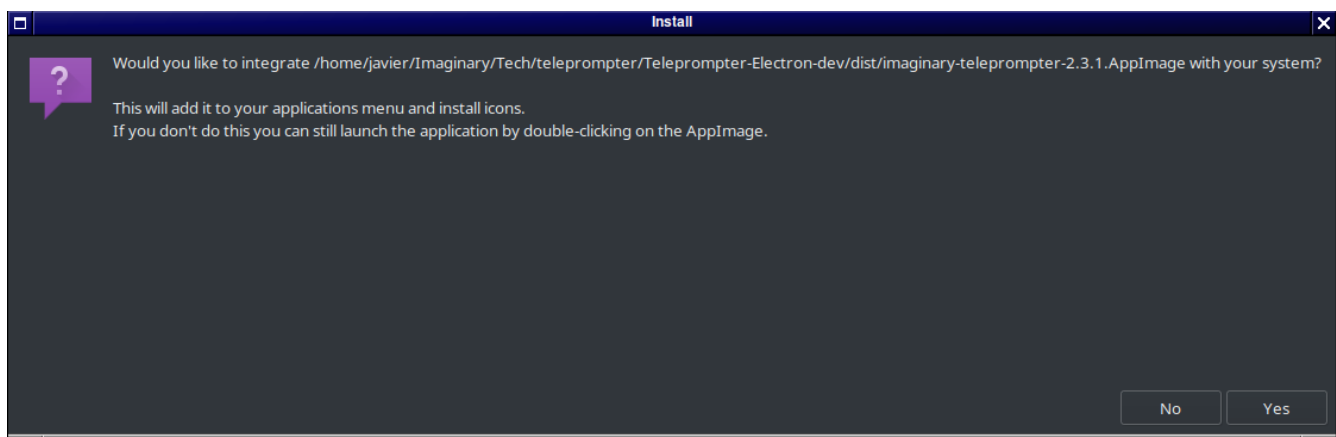 Install
Would you like to integrate /home/javier/Imaginary/Tech/teleprompter/Teleprompter-Electron-dev/dist/imaginary-teleprompter-2.3.1.AppImage with your system?
This will add it to your applications menu and install icons.
If you don't do this you can still launch the application by double-clicking on the AppImage.
No Yes